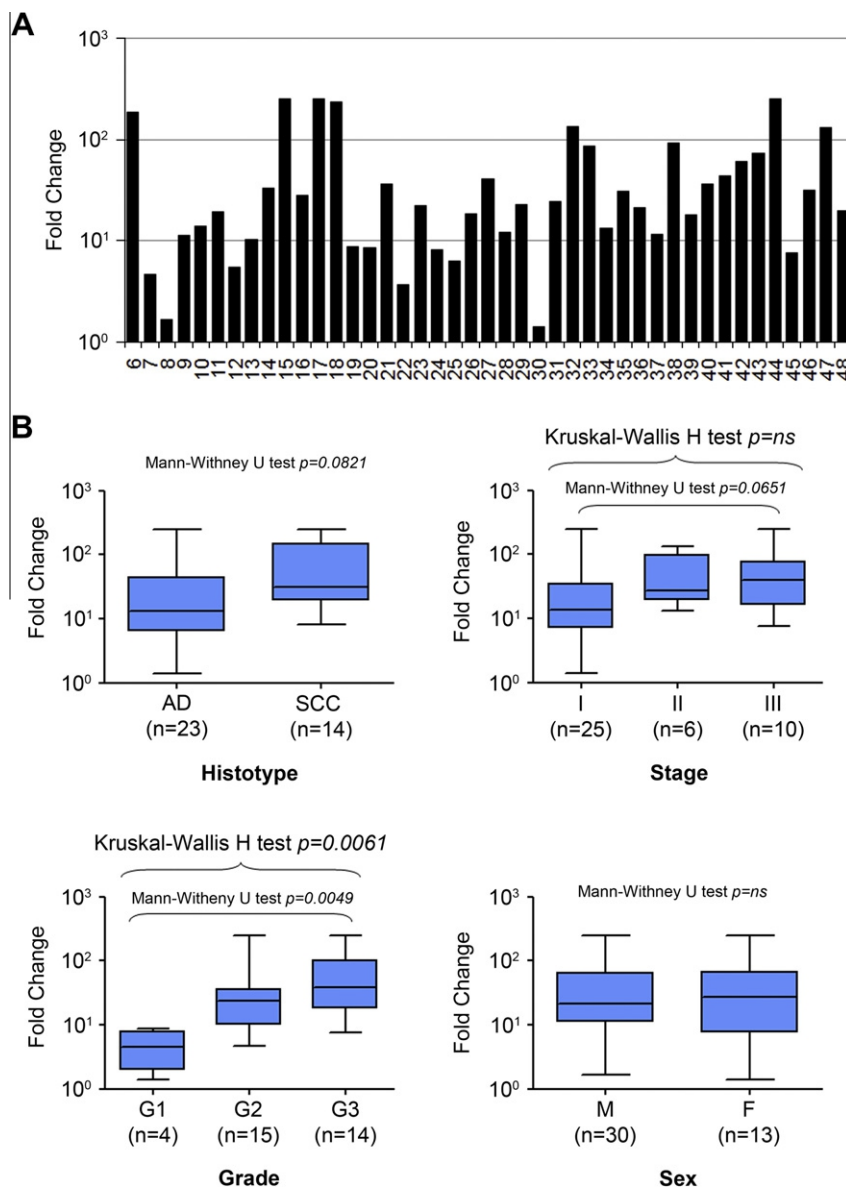 A
Fold Change
10³
10²
10¹
10⁰
6 7 8 9 10 11 12 13 14 15 16 17 18 19 20 21 22 23 24 25 26 27 28 29 30 31 32 33 34 35 36 37 38 39 40 41 42 43 44 45 46 47 48
B
Mann-Withney U test p=0.0821
Fold Change
10³
10²
10¹
10⁰
AD SCC
(n=23) (n=14)
Histotype
Kruskal-Wallis H test p=ns
Mann-Withney U test p=0.0651
Fold Change
10³
10²
10¹
10⁰
I II III
(n=25) (n=6) (n=10)
Stage
Kruskal-Wallis H test p=0.0061
Mann-Witheny U test p=0.0049
Fold Change
10³
10²
10¹
10⁰
G1 G2 G3
(n=4) (n=15) (n=14)
Grade
Mann-Withney U test p=ns
Fold Change
10³
10²
10¹
10⁰
M F
(n=30) (n=13)
Sex